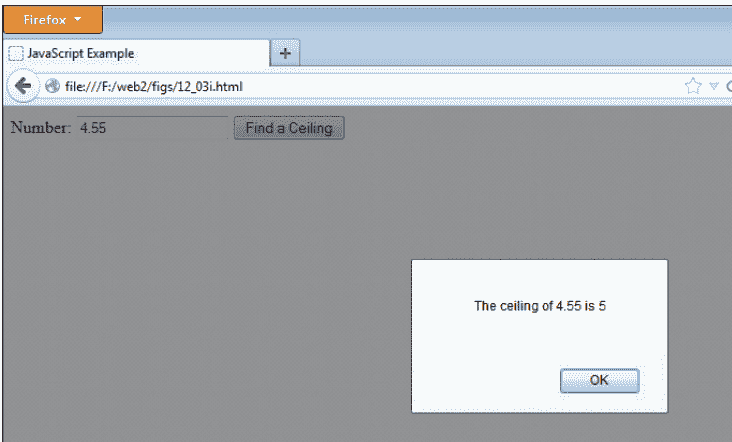 Firefox
JavaScript Example
file:///F:/web2/figs/12_03i.html
Number: 4.55 Find a Ceiling
The ceiling of 4.55 is 5
OK